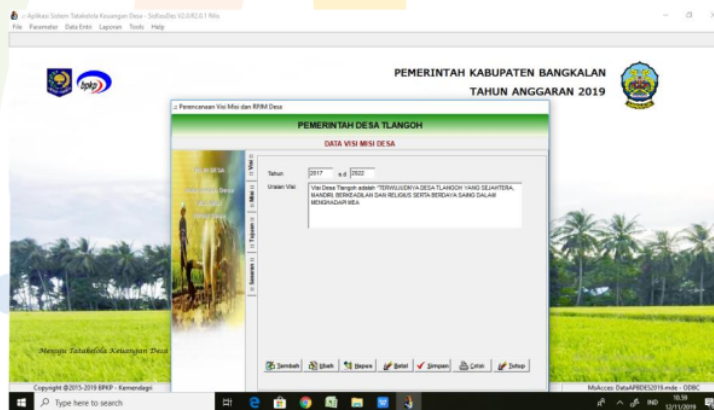 .:: Aplikasi Sistem Tatakelola Keuangan Desa - SisKeuDes V2.0.R2.0.1 Rilis
File Parameter Data Entri Laporan Tools Help
bpkp
PEMERINTAH KABUPATEN BANGKALAN
TAHUN ANGGARAN 2019
.:: Perencanaan Visi Misi dan RPJM Desa
PEMERINTAH DESA TLANGOH
DATA VISI MISI DESA
:: Visi ::
:: Misi ::
:: Tujuan ::
:: Sasaran ::
Tahun 2017 s.d 2022
Uraian Visi
Visi Desa Tlangoh adalah "TERWUJUDNYA DESA TLANGOH YANG SEJAHTERA,
MANDIRI, BERKEADILAN DAN RELIGIUS SERTA BERDAYA SAING DALAM
MENGHADAPI MEA
Tambah Ubah Hapus Batal Simpan Cetak Tutup
Menuju Tatakelola Keuangan Desa
Copyright @2015-2019 BPKP - Kemendagri
MsAcces: DataAPBDES2019.mde - ODBC
Type here to search
IND
10.59
12/11/2019